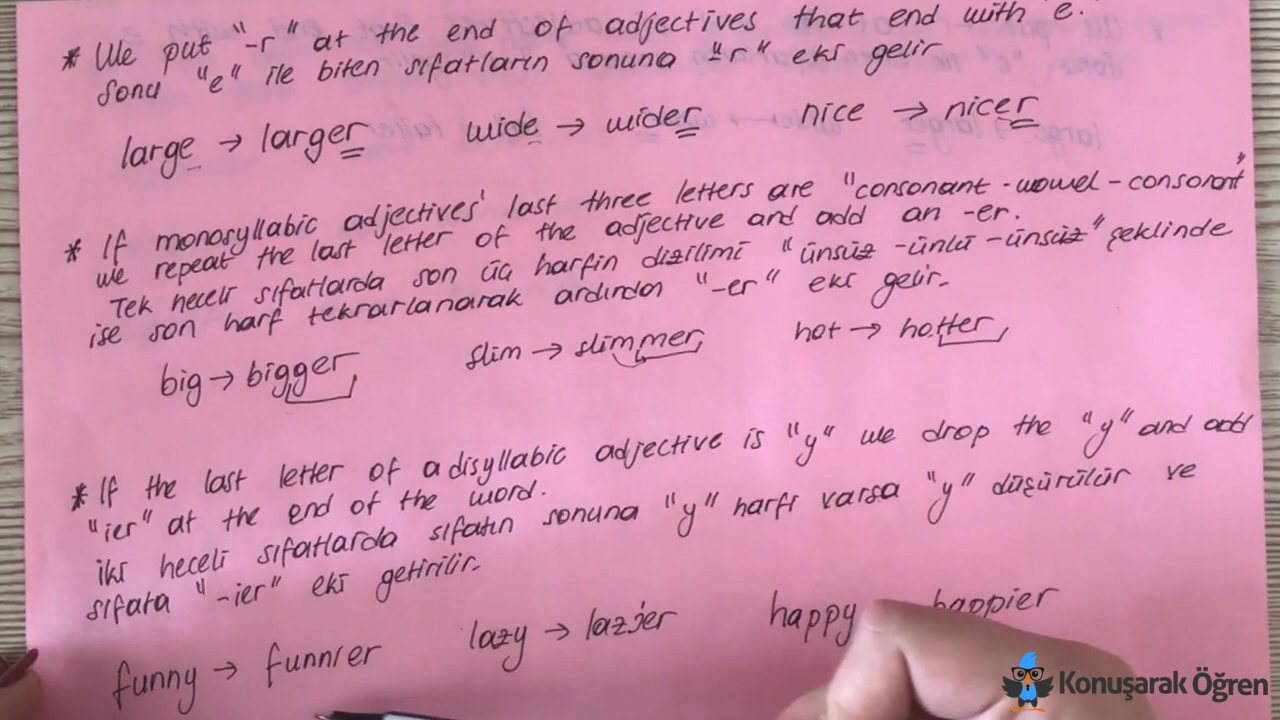 * We put "-r" at the end of adjectives that end with e.
Sonu "e" ile biten sıfatların sonuna "-r" eki gelir
large → larger wide → wider nice → nicer
* If monosyllabic adjectives' last three letters are "consonant -wowel - consonant"
we repeat the last letter of the adjective and add an -er.
Tek heceli sıfatlarda son üç harfin dizilimi "ünsüz -ünlü -ünsüz" şeklinde
ise son harf tekrarlanarak ardından "-er" eki gelir.
big → bigger slim → slimmer hot → hotter
* If the last letter of a disyllabic adjective is "y" we drop the "y" and add
"ier" at the end of the word.
İki heceli sıfatlarda sıfatın sonuna "y" harfi varsa "y" düşürülür ve
sıfata "-ier" eki getirilir.
funny → funnier lazy → lazier happy happier
Konuşarak Öğren